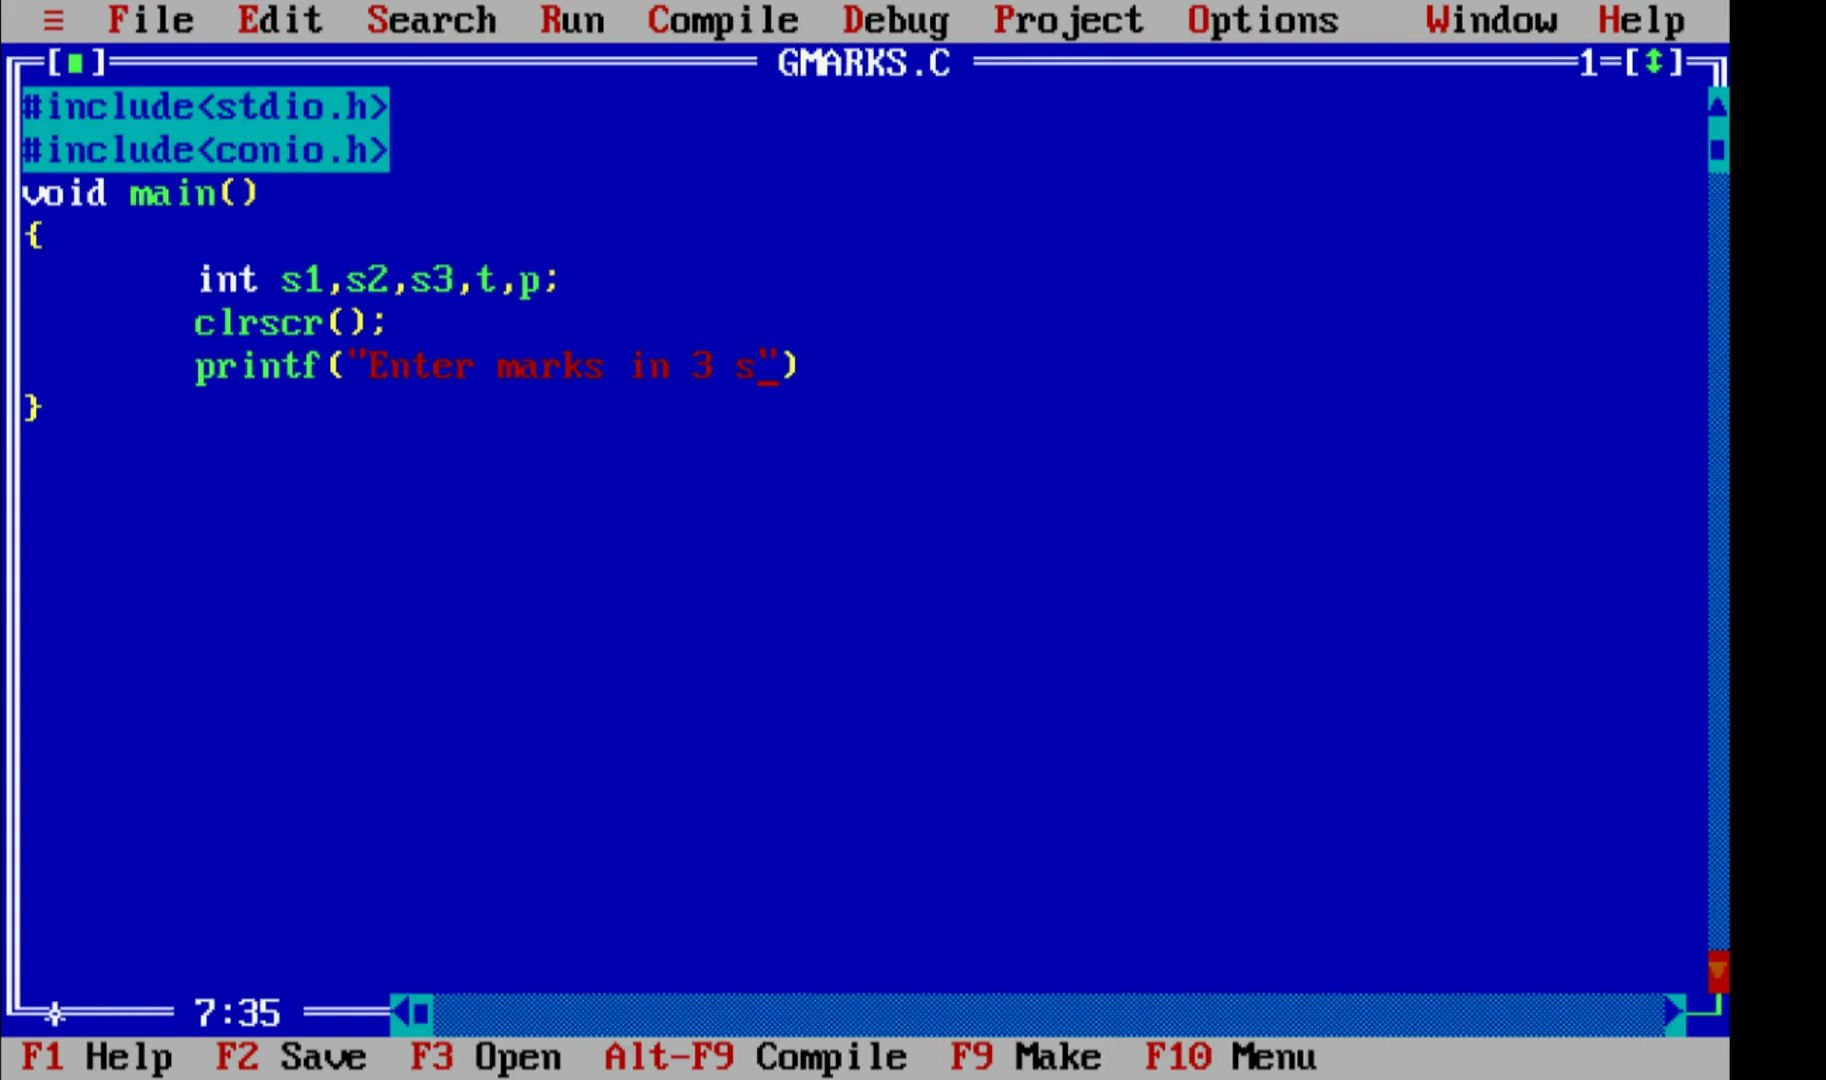 ≡ File Edit Search Run Compile Debug Project Options Window Help
[■] GMARKS.C 1=[↕]
#include<stdio.h>
#include<conio.h>
void main()
{
int s1,s2,s3,t,p;
clrscr();
printf("Enter marks in 3 s")
}
7:35
F1 Help F2 Save F3 Open Alt-F9 Compile F9 Make F10 Menu